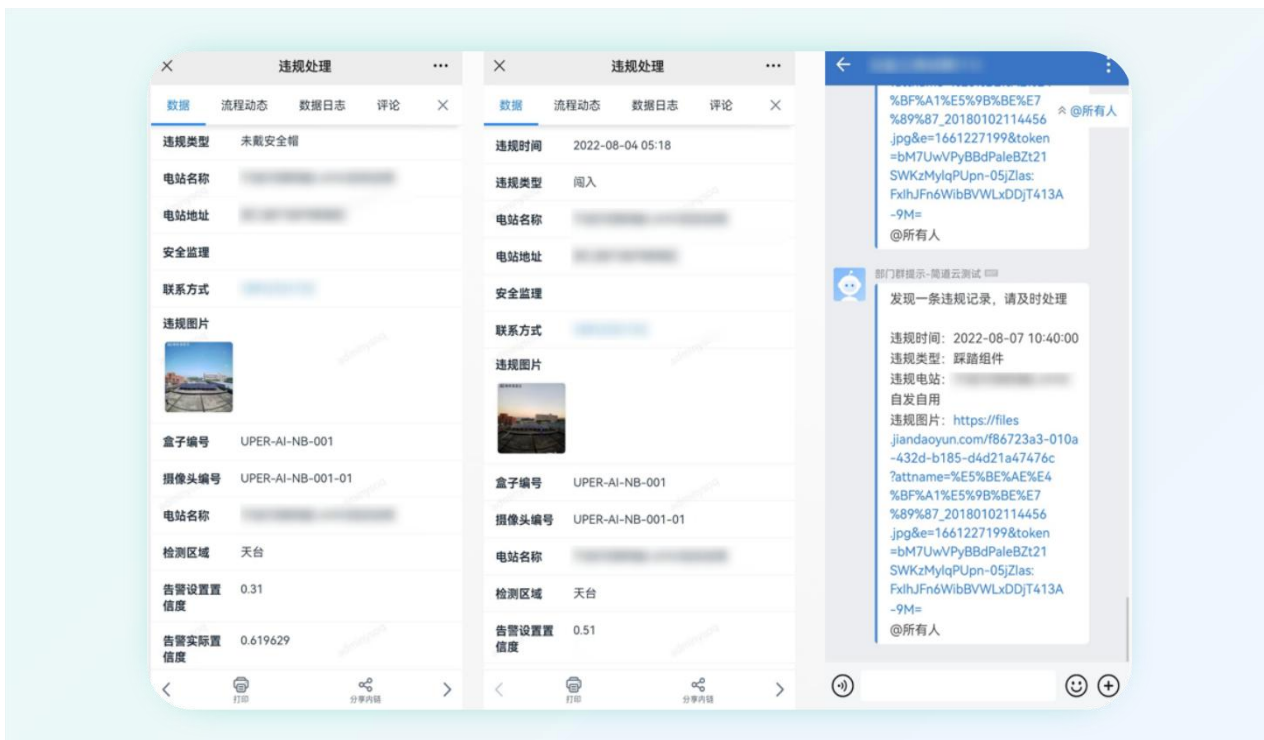 违规处理
数据 流程动态 数据日志 评论
违规类型 未戴安全帽
电站名称
电站地址
安全监理
联系方式
违规图片
盒子编号 UPER-AI-NB-001
摄像头编号 UPER-AI-NB-001-01
电站名称
检测区域 天台
告警设置置
信度 0.31
告警实际置
信度 0.619629
打印 分享内链
违规处理
数据 流程动态 数据日志 评论
违规时间 2022-08-04 05:18
违规类型 闯入
电站名称
电站地址
安全监理
联系方式
违规图片
盒子编号 UPER-AI-NB-001
摄像头编号 UPER-AI-NB-001-01
电站名称
检测区域 天台
告警设置置
信度 0.51
打印 分享内链
%BF%A1%E5%9B%BE%E7
%89%87_20180102114456
.jpg&e=1661227199&token
=bM7UwVPyBBdPaleBZt21
SWKzMylqPUpn-05jZlas:
FxlhJFn6WibBVWLxDDjT413A
-9M=
@所有人
@所有人
部门群提示-简道云测试
发现一条违规记录，请及时处理
违规时间：2022-08-07 10:40:00
违规类型：踩踏组件
违规电站：
自发自用
违规图片：https://files
.jiandaoyun.com/f86723a3-010a
-432d-b185-d4d21a47476c
?attname=%E5%BE%AE%E4
%BF%A1%E5%9B%BE%E7
%89%87_20180102114456
.jpg&e=1661227199&token
=bM7UwVPyBBdPaleBZt21
SWKzMylqPUpn-05jZlas:
FxlhJFn6WibBVWLxDDjT413A
-9M=
@所有人